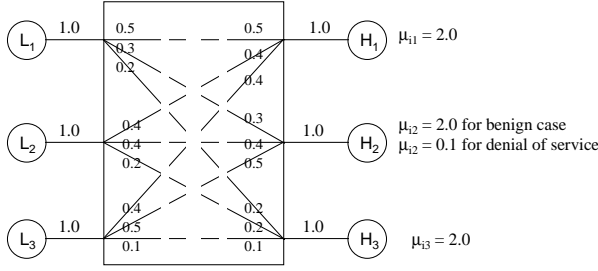 L1 1.0 0.5 0.5 1.0 H1 μi1 = 2.0
0.3 0.4
0.2 0.4
0.3
L2 1.0 0.4 1.0 H2 μi2 = 2.0 for benign case
0.4 0.4 μi2 = 0.1 for denial of service
0.2 0.5
0.4 0.2
L3 1.0 0.5 0.2 1.0 H3 μi3 = 2.0
0.1 0.1